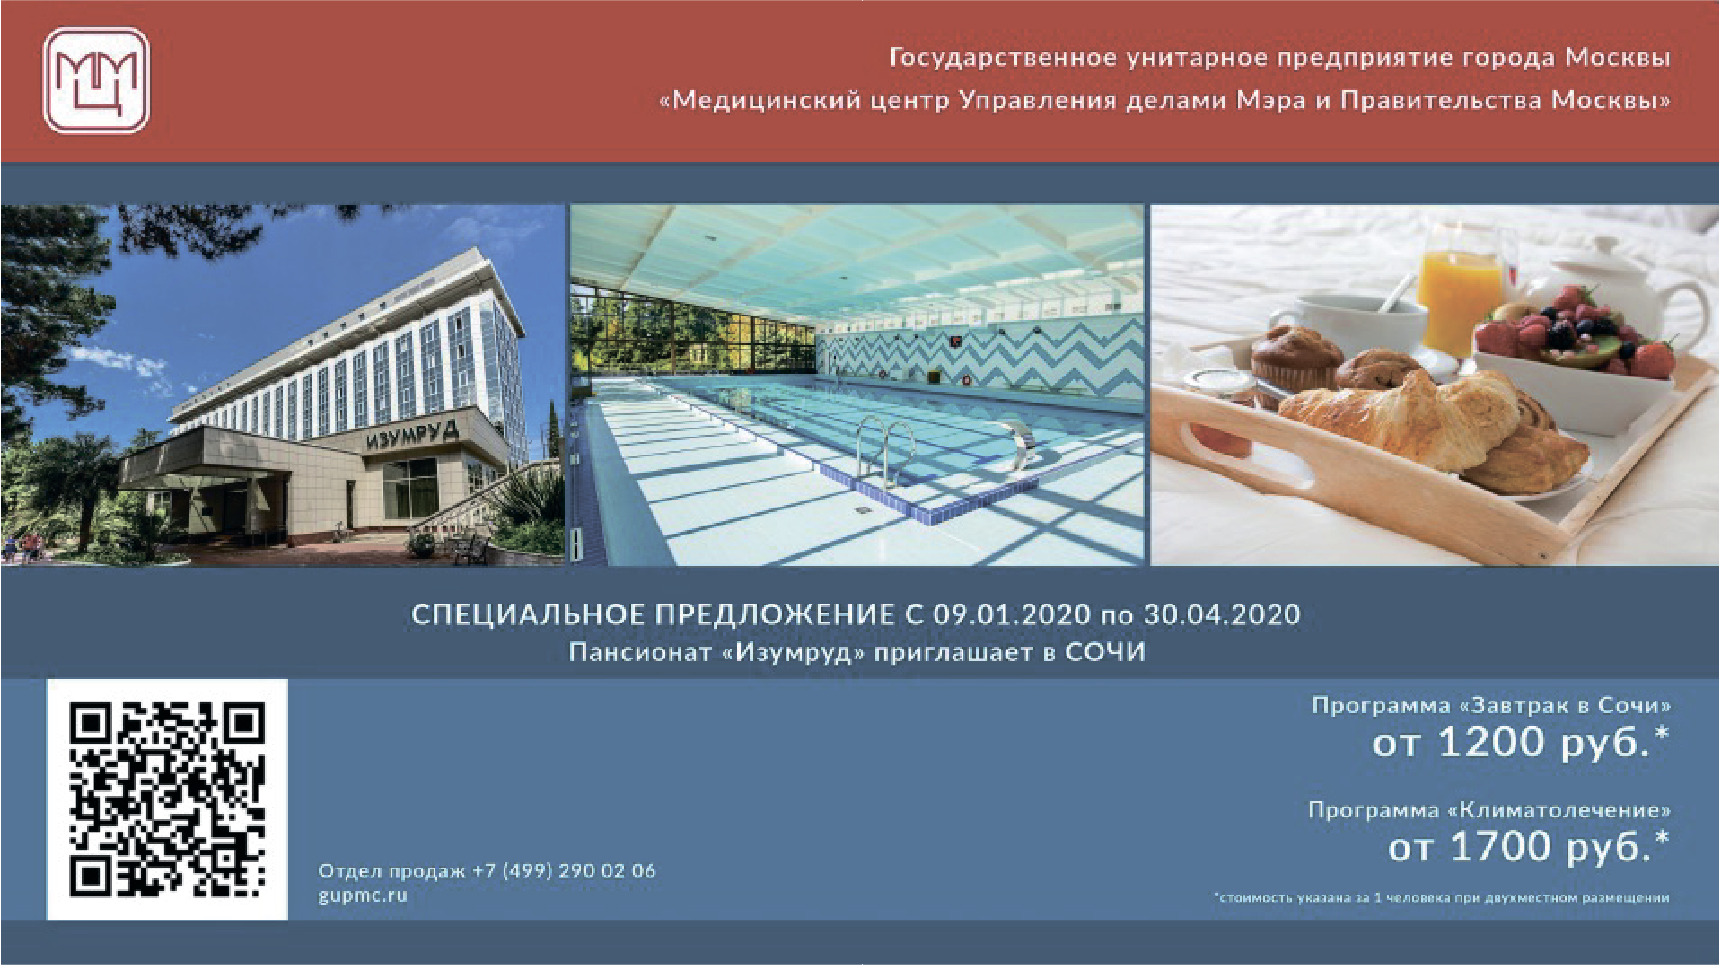 ММЦ
Государственное унитарное предприятие города Москвы
«Медицинский центр Управления делами Мэра и Правительства Москвы»
ИЗУМРУД
СПЕЦИАЛЬНОЕ ПРЕДЛОЖЕНИЕ С 09.01.2020 по 30.04.2020
Пансионат «Изумруд» приглашает в СОЧИ
Программа «Завтрак в Сочи»
от 1200 руб.*
Программа «Климатолечение»
от 1700 руб.*
*стоимость указана за 1 человека при двухместном размещении
Отдел продаж +7 (499) 290 02 06
gupmc.ru